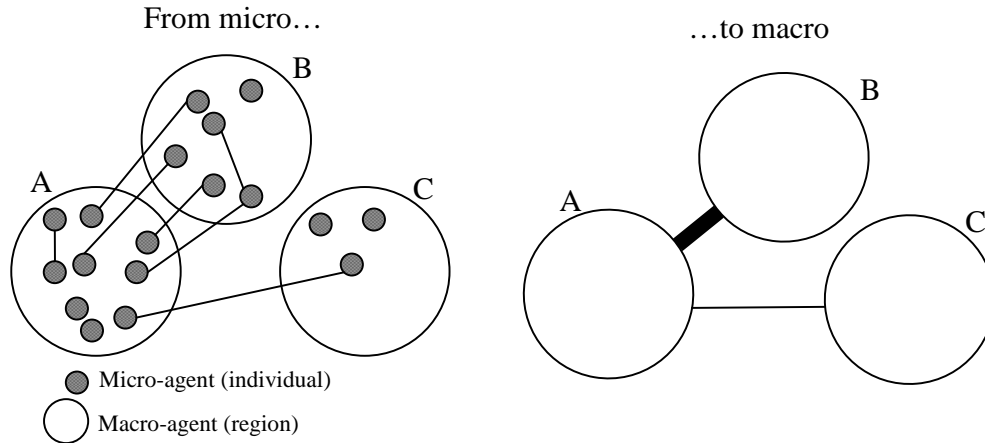 From micro…
…to macro
B
A
C
B
A
C
Micro-agent (individual)
Macro-agent (region)